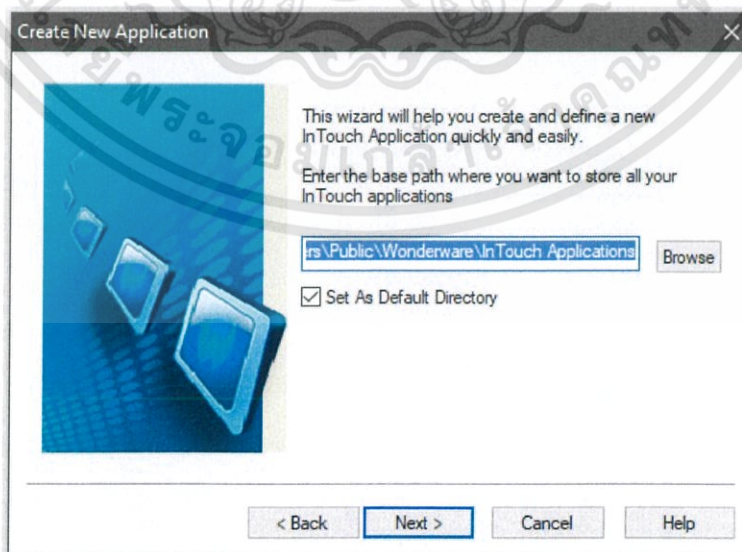 Create New Application
This wizard will help you create and define a new
InTouch Application quickly and easily.
Enter the base path where you want to store all your
InTouch applications
ers\Public\Wonderware\InTouch Applications
Browse
Set As Default Directory
< Back
Next >
Cancel
Help